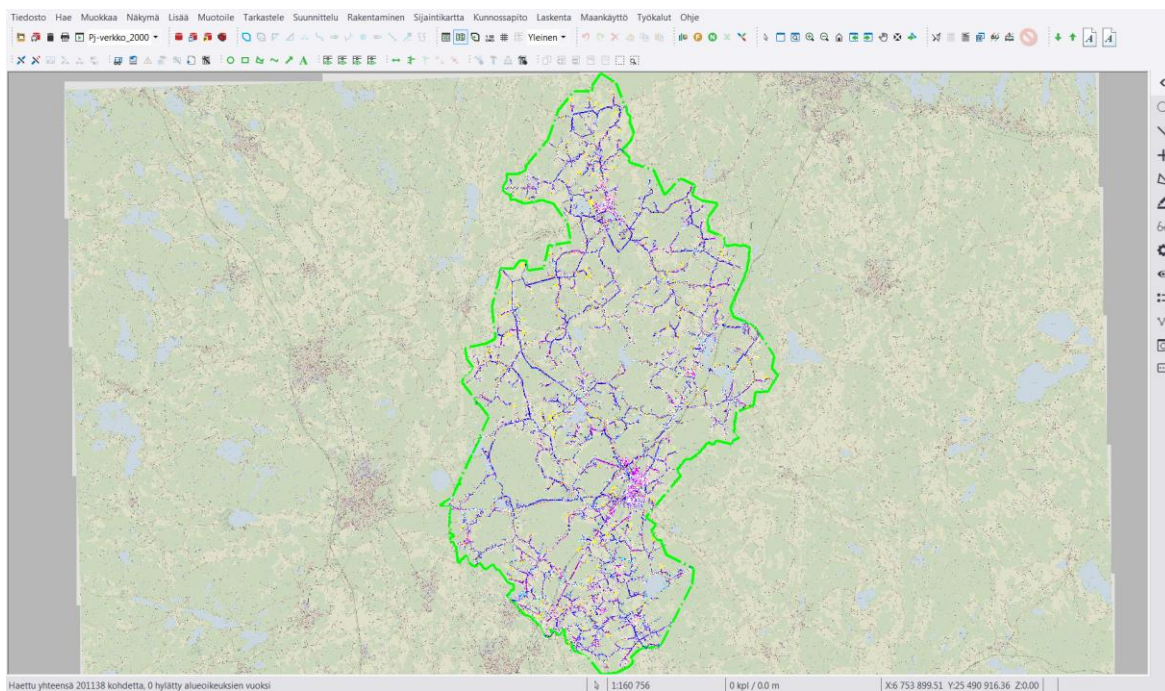 Tiedosto Hae Muokkaa Näkymä Lisää Muotoile Tarkastele Suunnittelu Rakentaminen Sijaintikartta Kunnossapito Laskenta Maankäyttö Työkalut Ohje
Pj-verkko_2000 Yleinen
Haettu yhteensä 201138 kohdetta, 0 hylätty alueoikeuksien vuoksi 1:160 756 0 kpl / 0.0 m X:6 753 899.51 Y:25 490 916.36 Z:0.00